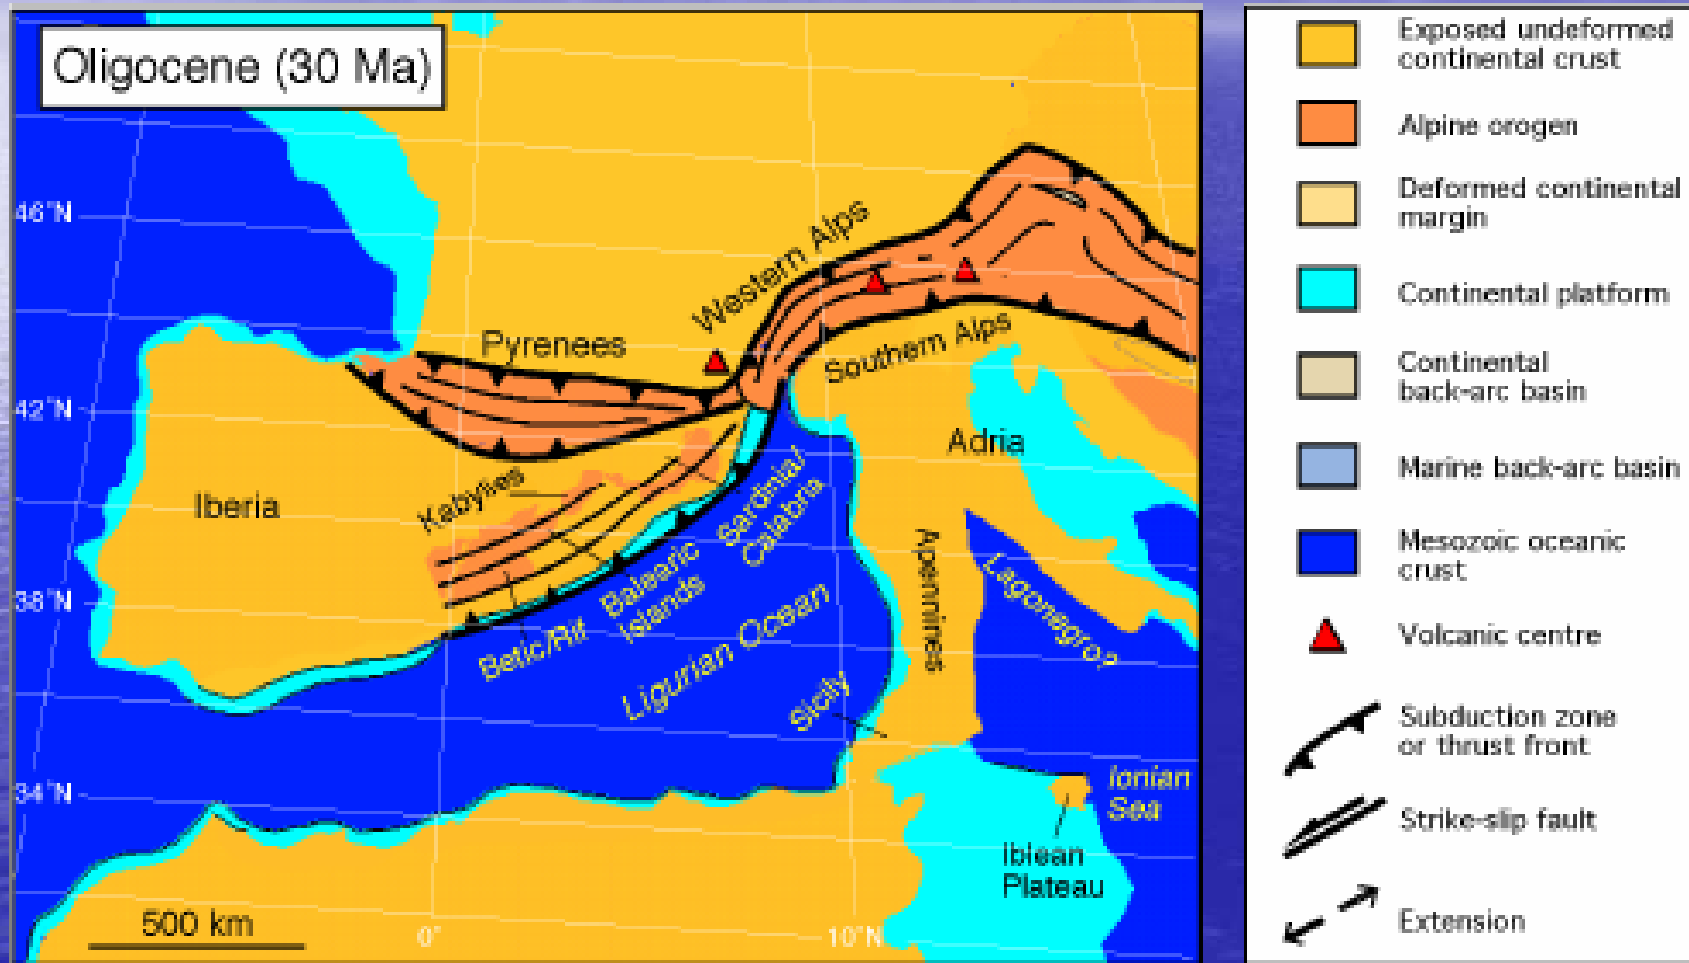 Oligocene (30 Ma)
46°N
42°N
38°N
34°N
Western Alps
Pyrenees
Southern Alps
Adria
Iberia
Kabylies
Sardinia/
Calabria
Balearic
Islands
Betic/Rif
Ligurian Ocean
Apennines
Lagonegro?
Sicily
Ionian
Sea
Iblean
Plateau
500 km
0°
10°N
Exposed undeformed
continental crust
Alpine orogen
Deformed continental
margin
Continental platform
Continental
back-arc basin
Marine back-arc basin
Mesozoic oceanic
crust
Volcanic centre
Subduction zone
or thrust front
Strike-slip fault
Extension